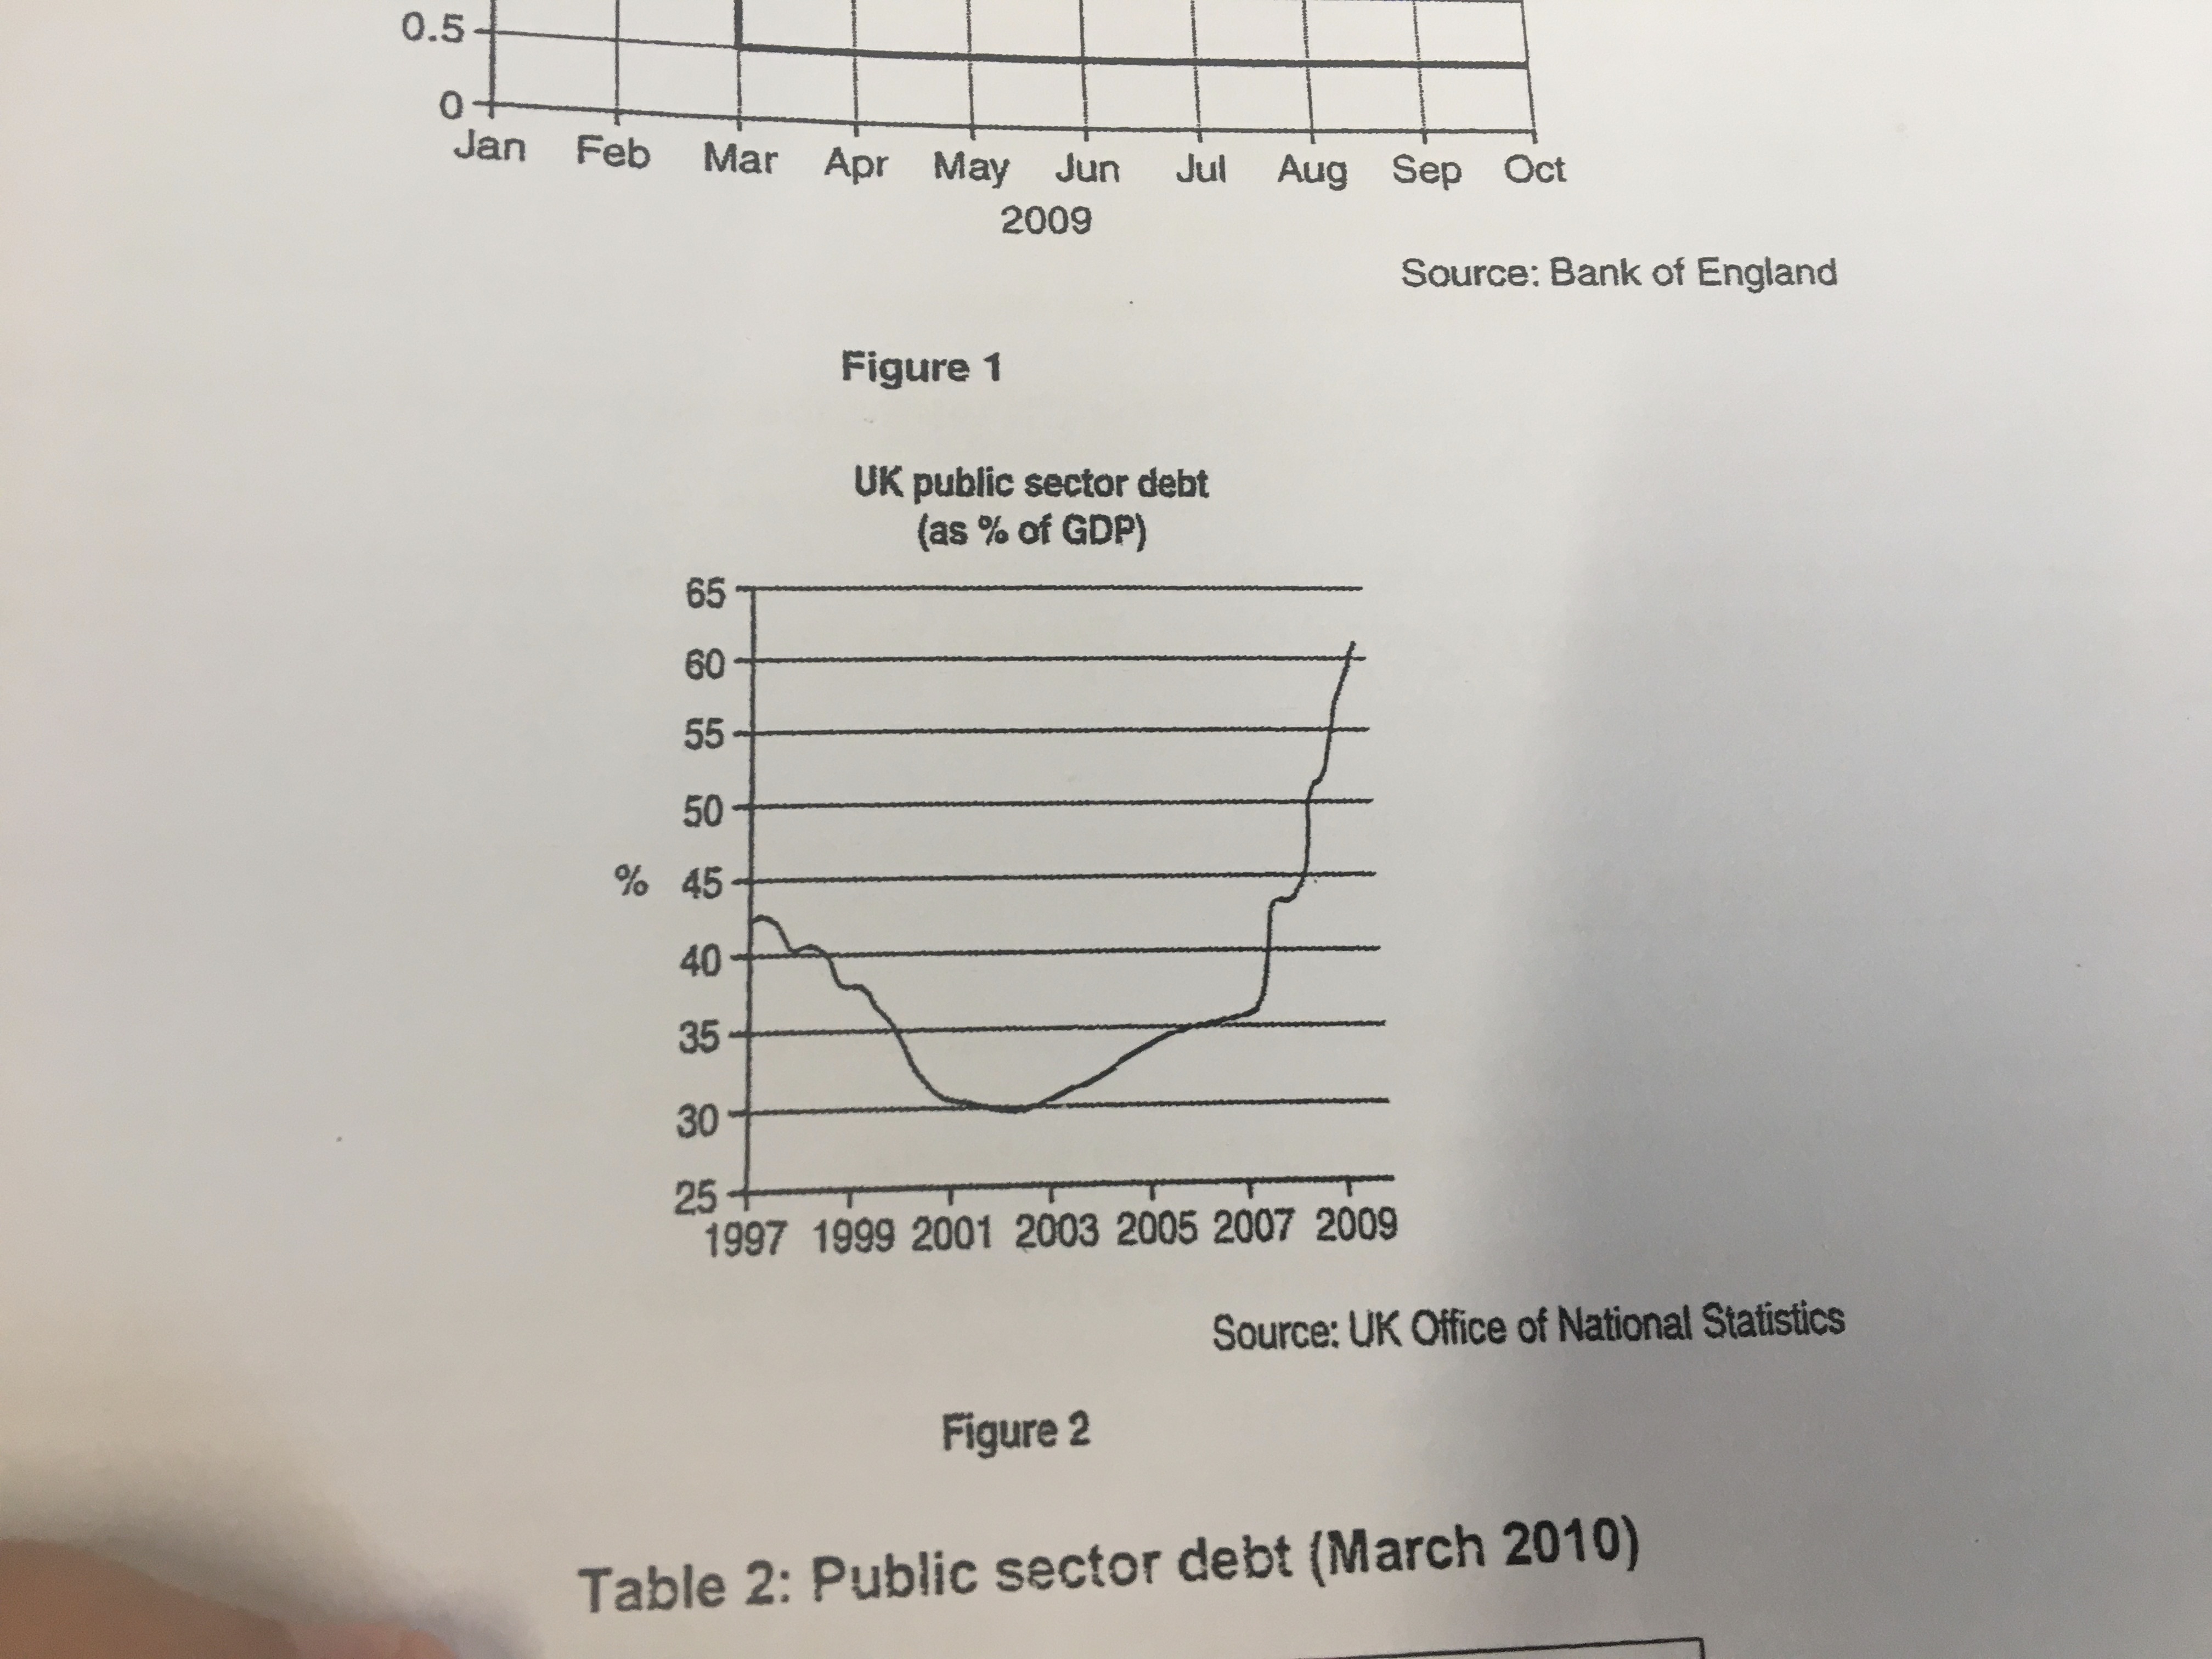 0.5
0
Jan Feb Mar Apr May Jun Jul Aug Sep Oct
2009
Source: Bank of England
Figure 1
UK public sector debt
(as % of GDP)
65
60
55
50
% 45
40
35
30
25
1997 1999 2001 2003 2005 2007 2009
Source: UK Office of National Statistics
Figure 2
Table 2: Public sector debt (March 2010)